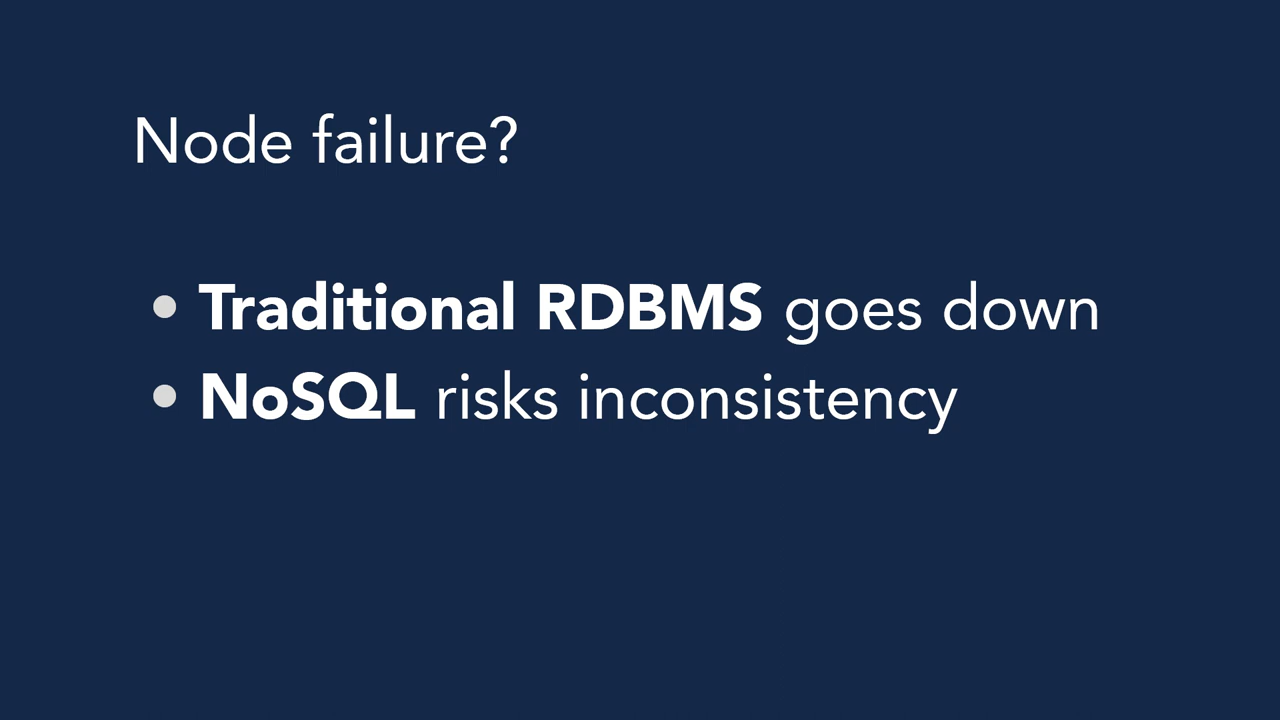 Node failure?
• Traditional RDBMS goes down
• NoSQL risks inconsistency